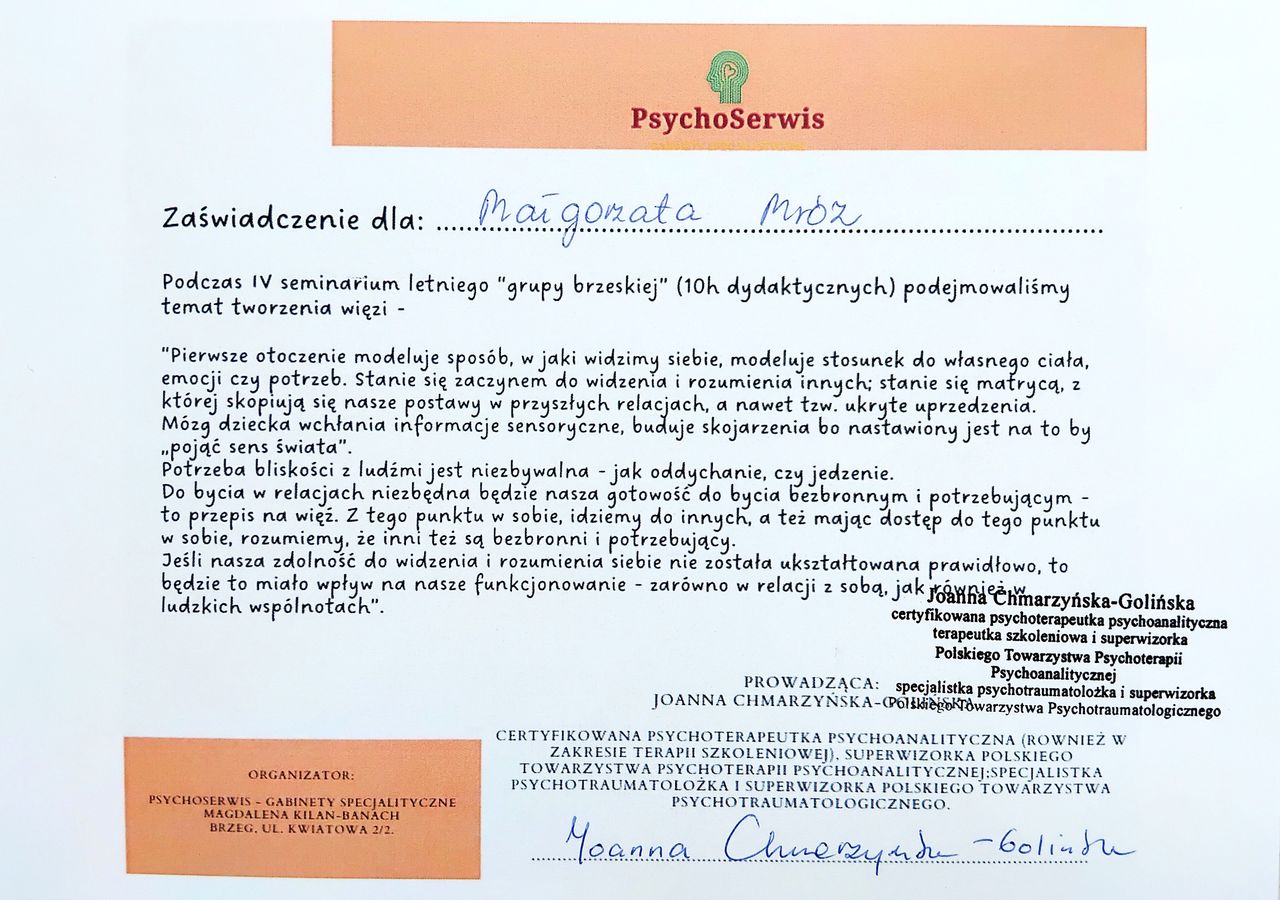 PsychoSerwis
GABINETY SPECJALISTYCZNE
Zaświadczenie dla: Małgorzata Mróz
Podczas IV seminarium letniego "grupy brzeskiej" (10h dydaktycznych) podejmowaliśmy
temat tworzenia więzi -
"Pierwsze otoczenie modeluje sposób, w jaki widzimy siebie, modeluje stosunek do własnego ciała,
emocji czy potrzeb. Stanie się zaczynem do widzenia i rozumienia innych; stanie się matrycą, z
której skopiują się nasze postawy w przyszłych relacjach, a nawet tzw. ukryte uprzedzenia.
Mózg dziecka wchłania informacje sensoryczne, buduje skojarzenia bo nastawiony jest na to by
„pojąć sens świata”.
Potrzeba bliskości z ludźmi jest niezbywalna - jak oddychanie, czy jedzenie.
Do bycia w relacjach niezbędna będzie nasza gotowość do bycia bezbronnym i potrzebującym -
to przepis na więź. Z tego punktu w sobie, idziemy do innych, a też mając dostęp do tego punktu
w sobie, rozumiemy, że inni też są bezbronni i potrzebujący.
Jeśli nasza zdolność do widzenia i rozumienia siebie nie została ukształtowana prawidłowo, to
będzie to miało wpływ na nasze funkcjonowanie - zarówno w relacji z sobą, jak również w
ludzkich wspólnotach".
Joanna Chmarzyńska-Golińska
certyfikowana psychoterapeutka psychoanalityczna
terapeutka szkoleniowa i superwizorka
Polskiego Towarzystwa Psychoterapii
Psychoanalitycznej
specjalistka psychotraumatolożka i superwizorka
Polskiego Towarzystwa Psychotraumatologicznego
PROWADZĄCA:
JOANNA CHMARZYŃSKA-GOLIŃSKA
CERTYFIKOWANA PSYCHOTERAPEUTKA PSYCHOANALITYCZNA (ROWNIEŻ W
ZAKRESIE TERAPII SZKOLENIOWEJ), SUPERWIZORKA POLSKIEGO
TOWARZYSTWA PSYCHOTERAPII PSYCHOANALITYCZNEJ;SPECJALISTKA
PSYCHOTRAUMATOLOŻKA I SUPERWIZORKA POLSKIEGO TOWARZYSTWA
PSYCHOTRAUMATOLOGICZNEGO.
Joanna Chmarzyńska-Golińska
ORGANIZATOR:
PSYCHOSERWIS - GABINETY SPECJALITYCZNE
MAGDALENA KILAN-BANACH
BRZEG, UL. KWIATOWA 2/2.